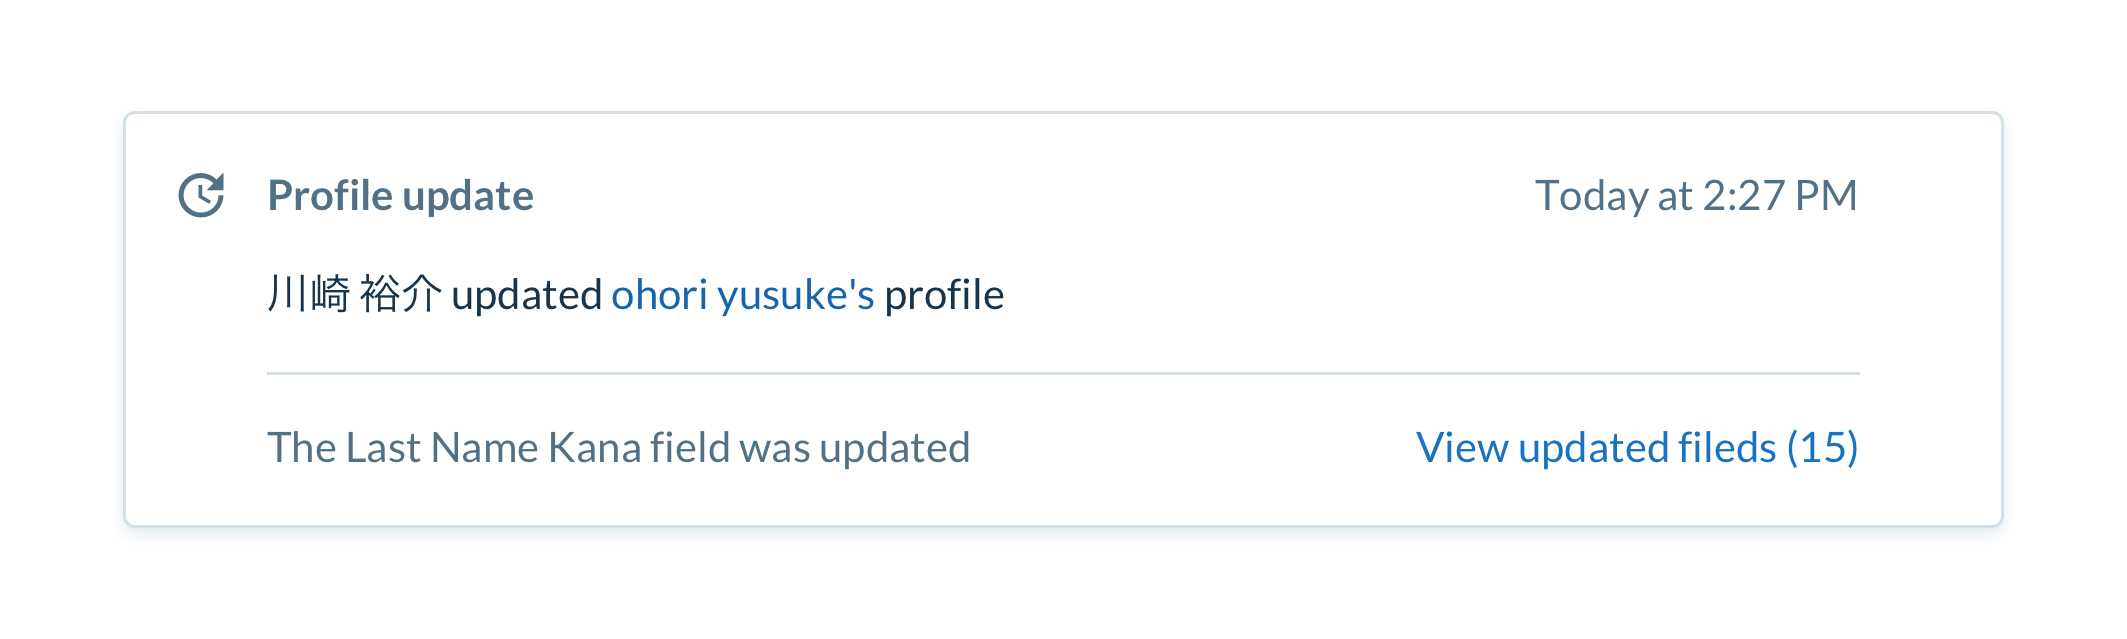 Profile update
Today at 2:27 PM
川崎 裕介 updated ohori yusuke's profile
The Last Name Kana field was updated
View updated fileds (15)